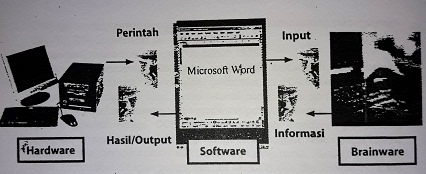 Perintah
Input
Microsoft Word
Hasil/Output
Informasi
Hardware
Software
Brainware